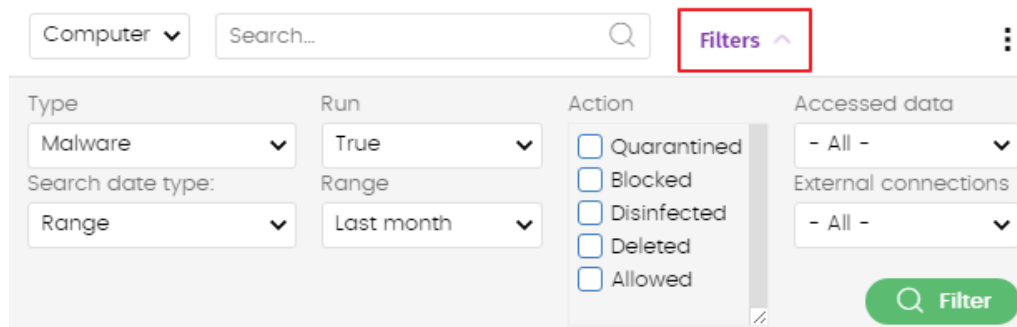 Computer Search... Filters
Type Run Action Accessed data
Malware True Quarantined - All -
Search date type: Range Blocked External connections
Range Last month Disinfected - All -
Deleted
Allowed
Filter